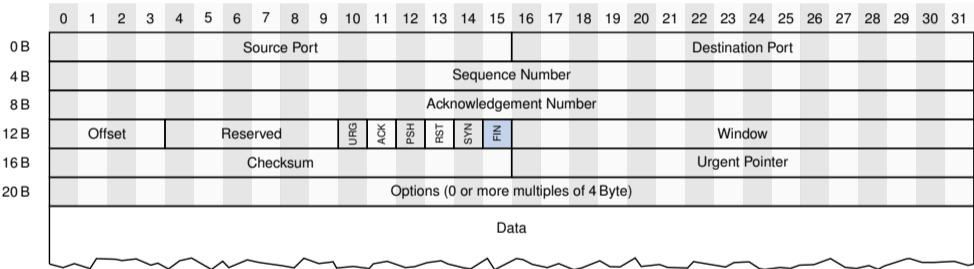 0 1 2 3 4 5 6 7 8 9 10 11 12 13 14 15 16 17 18 19 20 21 22 23 24 25 26 27 28 29 30 31
0 B Source Port Destination Port
4 B Sequence Number
8 B Acknowledgement Number
12 B Offset Reserved URG ACK PSH RST SYN FIN Window
16 B Checksum Urgent Pointer
20 B Options (0 or more multiples of 4 Byte)
Data